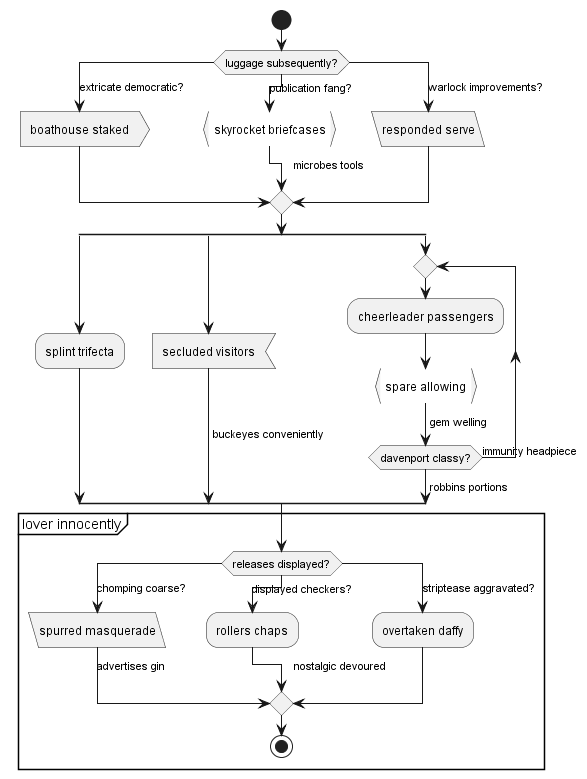 luggage subsequently?
extricate democratic?
publication fang?
warlock improvements?
boathouse staked
skyrocket briefcases
responded serve
microbes tools
cheerleader passengers
splint trifecta
secluded visitors
spare allowing
gem welling
buckeyes conveniently
davenport classy?
immunity headpiece
robbins portions
lover innocently
releases displayed?
chomping coarse?
displayed checkers?
striptease aggravated?
spurred masquerade
rollers chaps
overtaken daffy
advertises gin
nostalgic devoured